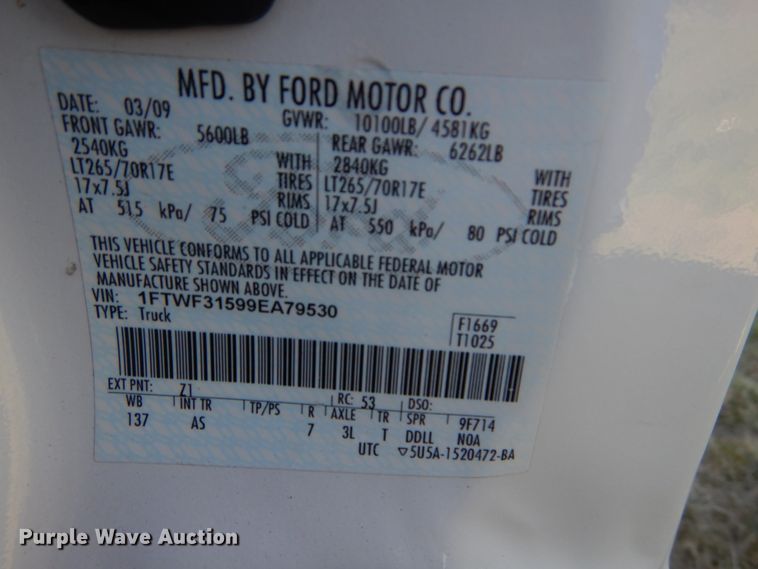 MFD. BY FORD MOTOR CO.
DATE: 03/09 GVWR: 10100LB/ 4581KG
FRONT GAWR: 5600LB REAR GAWR: 6262LB
2540KG WITH 2840KG WITH
LT265/70R17E TIRES LT265/70R17E TIRES
17x7.5J RIMS 17x7.5J RIMS
AT 515 kPa/ 75 PSI COLD AT 550 kPa/ 80 PSI COLD
THIS VEHICLE CONFORMS TO ALL APPLICABLE FEDERAL MOTOR
VEHICLE SAFETY STANDARDS IN EFFECT ON THE DATE OF
MANUFACTURE SHOWN ABOVE.
VIN: 1FTWF31599EA79530
TYPE: Truck
F1669
T1025
EXT PNT: Z1 RC: 53 DSO:
WB INT TR TP/PS R AXLE TR SPR 9F714
137 AS 7 3L T DDLL N0A
UTC ▽5U5A-1520472-BA
Purple Wave Auction